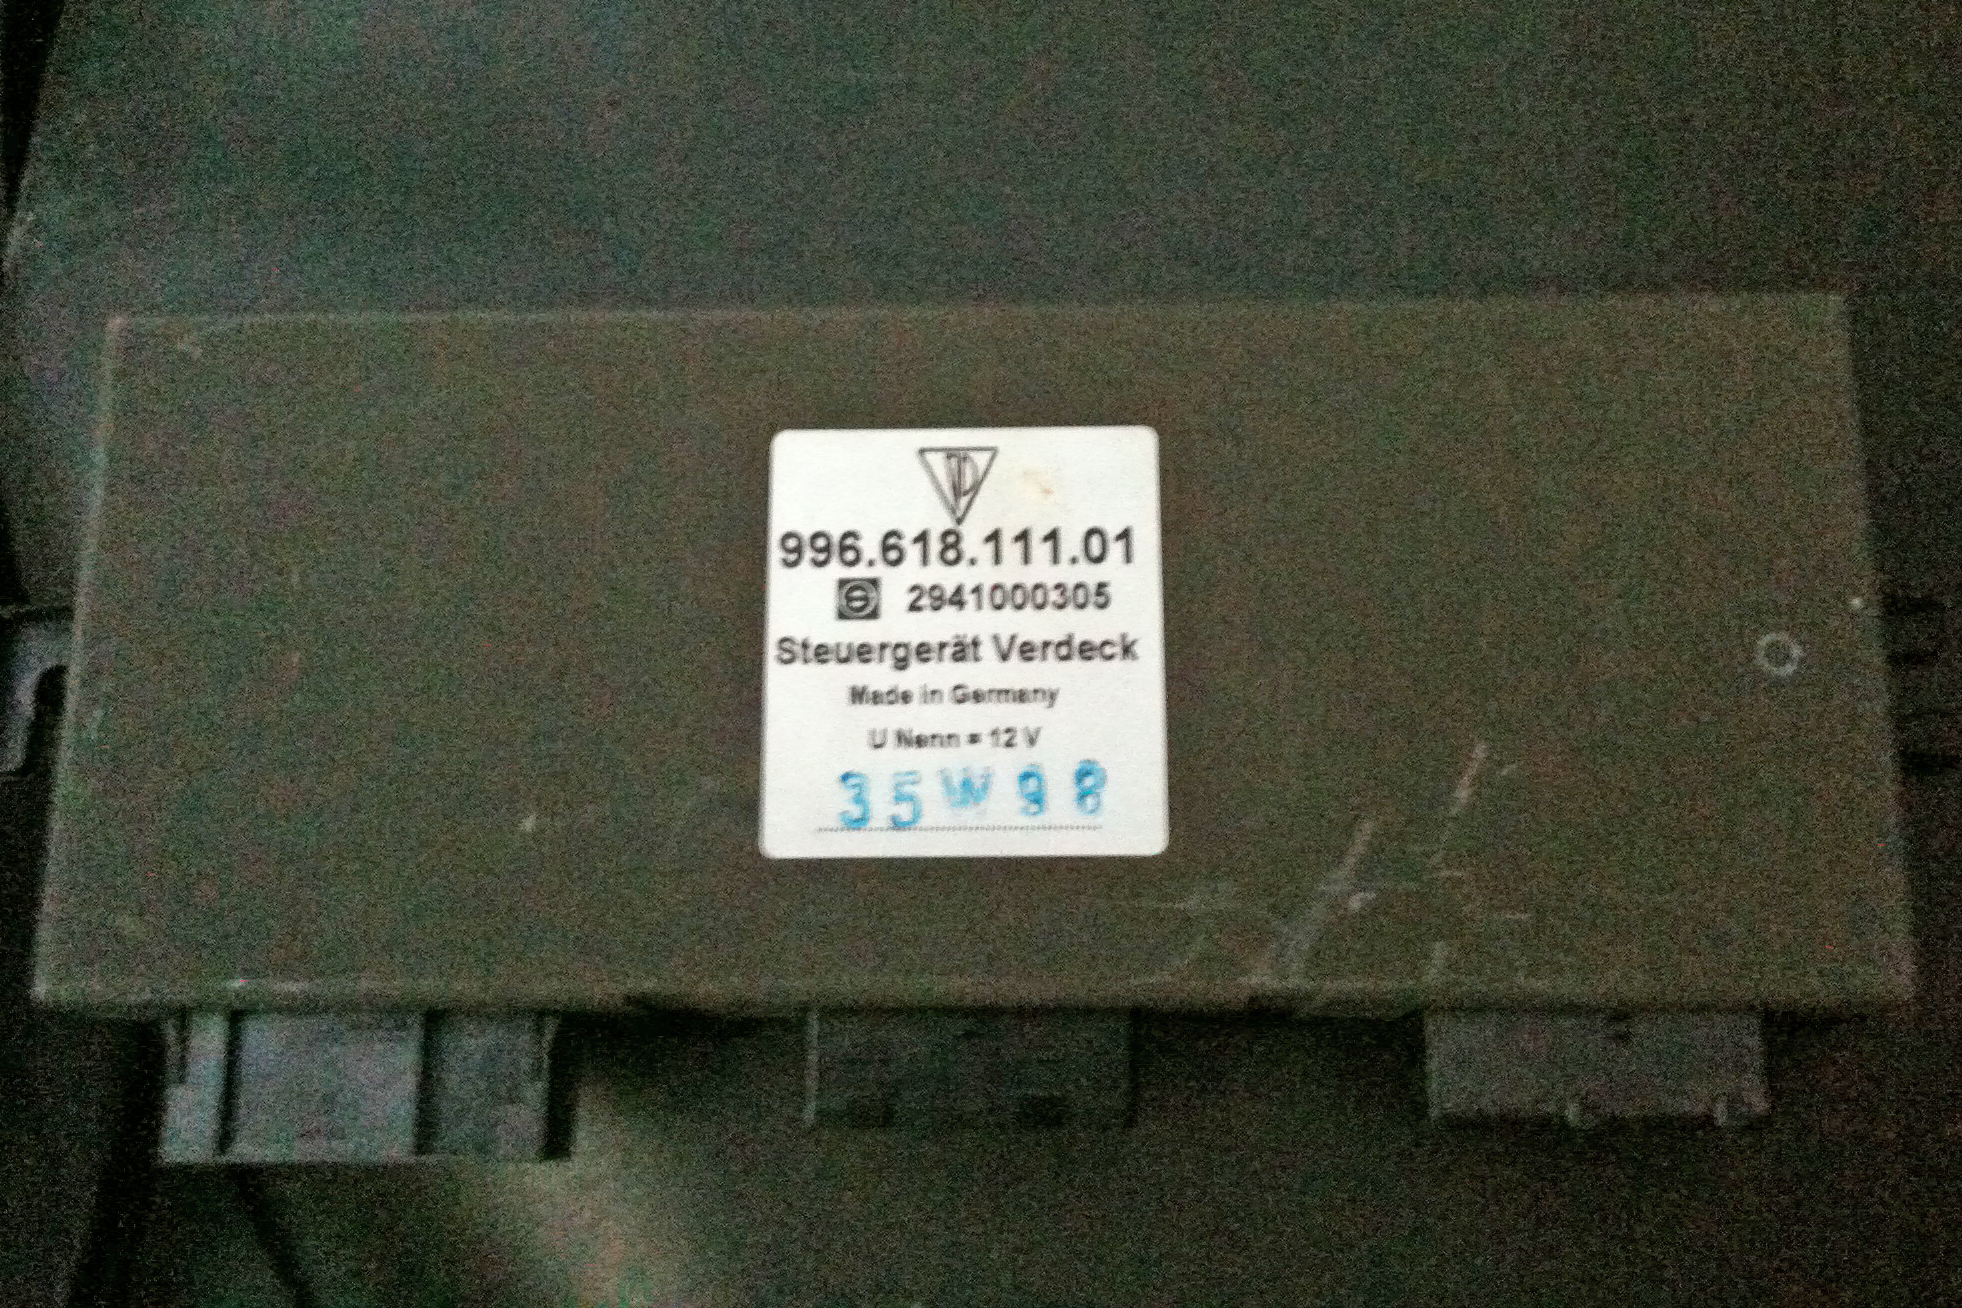 996.618.111.01
2941000305
Steuergerät Verdeck
Made in Germany
U Nenn = 12 V
35W98